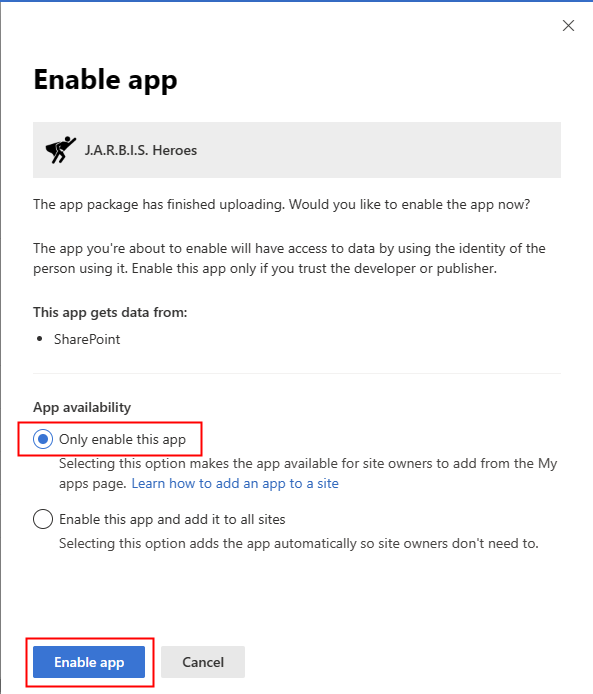 Enable app
J.A.R.B.I.S. Heroes
The app package has finished uploading. Would you like to enable the app now?
The app you're about to enable will have access to data by using the identity of the
person using it. Enable this app only if you trust the developer or publisher.
This app gets data from:
• SharePoint
App availability
Only enable this app
Selecting this option makes the app available for site owners to add from the My
apps page. Learn how to add an app to a site
Enable this app and add it to all sites
Selecting this option adds the app automatically so site owners don't need to.
Enable app Cancel